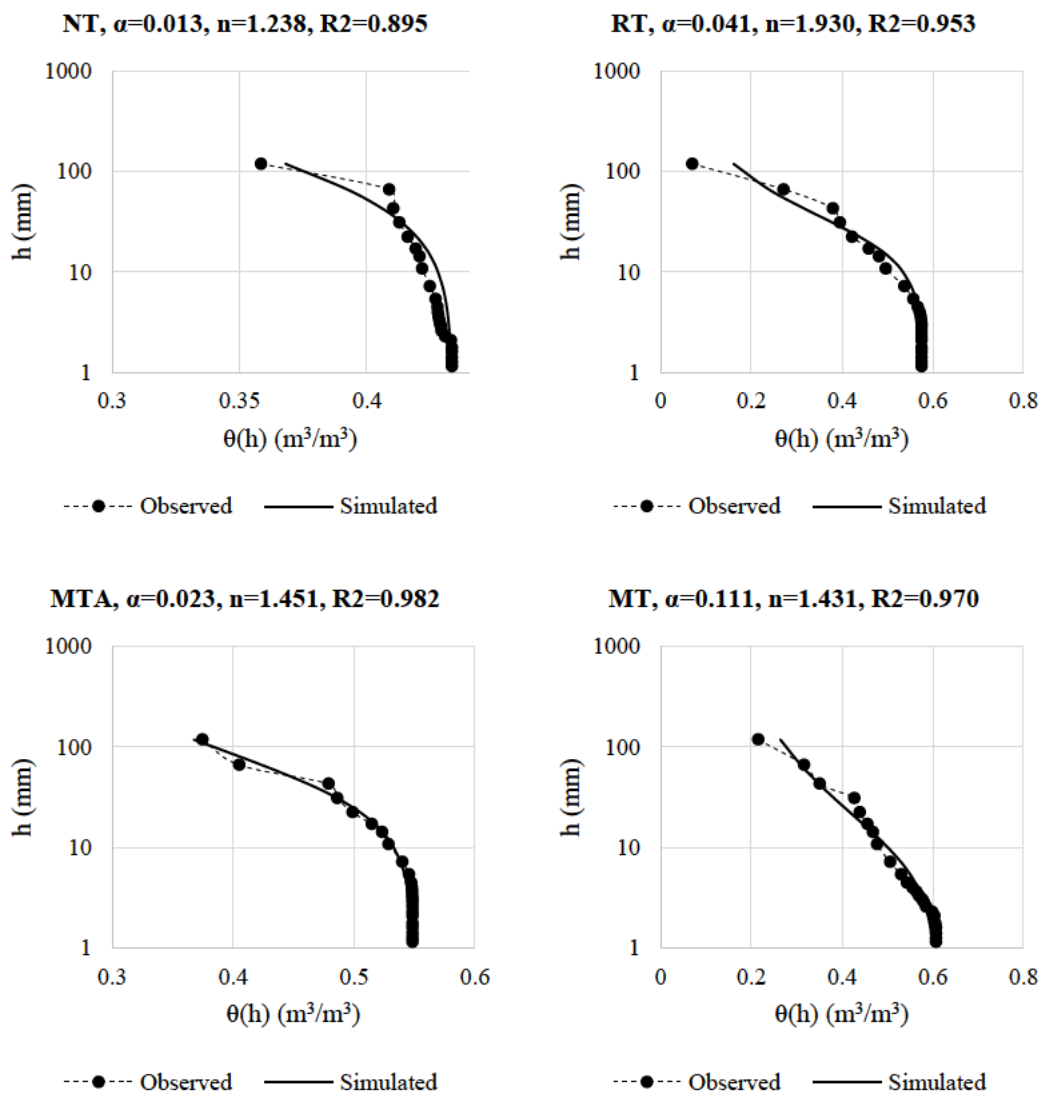 NT, α=0.013, n=1.238, R2=0.895
1000
100
10
1
h (mm)
0.3 0.35 0.4
θ(h) (m³/m³)
Observed Simulated
RT, α=0.041, n=1.930, R2=0.953
1000
100
10
1
h (mm)
0 0.2 0.4 0.6 0.8
θ(h) (m³/m³)
Observed Simulated
MTA, α=0.023, n=1.451, R2=0.982
1000
100
10
1
h (mm)
0.3 0.4 0.5 0.6
θ(h) (m³/m³)
Observed Simulated
MT, α=0.111, n=1.431, R2=0.970
1000
100
10
1
h (mm)
0 0.2 0.4 0.6 0.8
θ(h) (m³/m³)
Observed Simulated